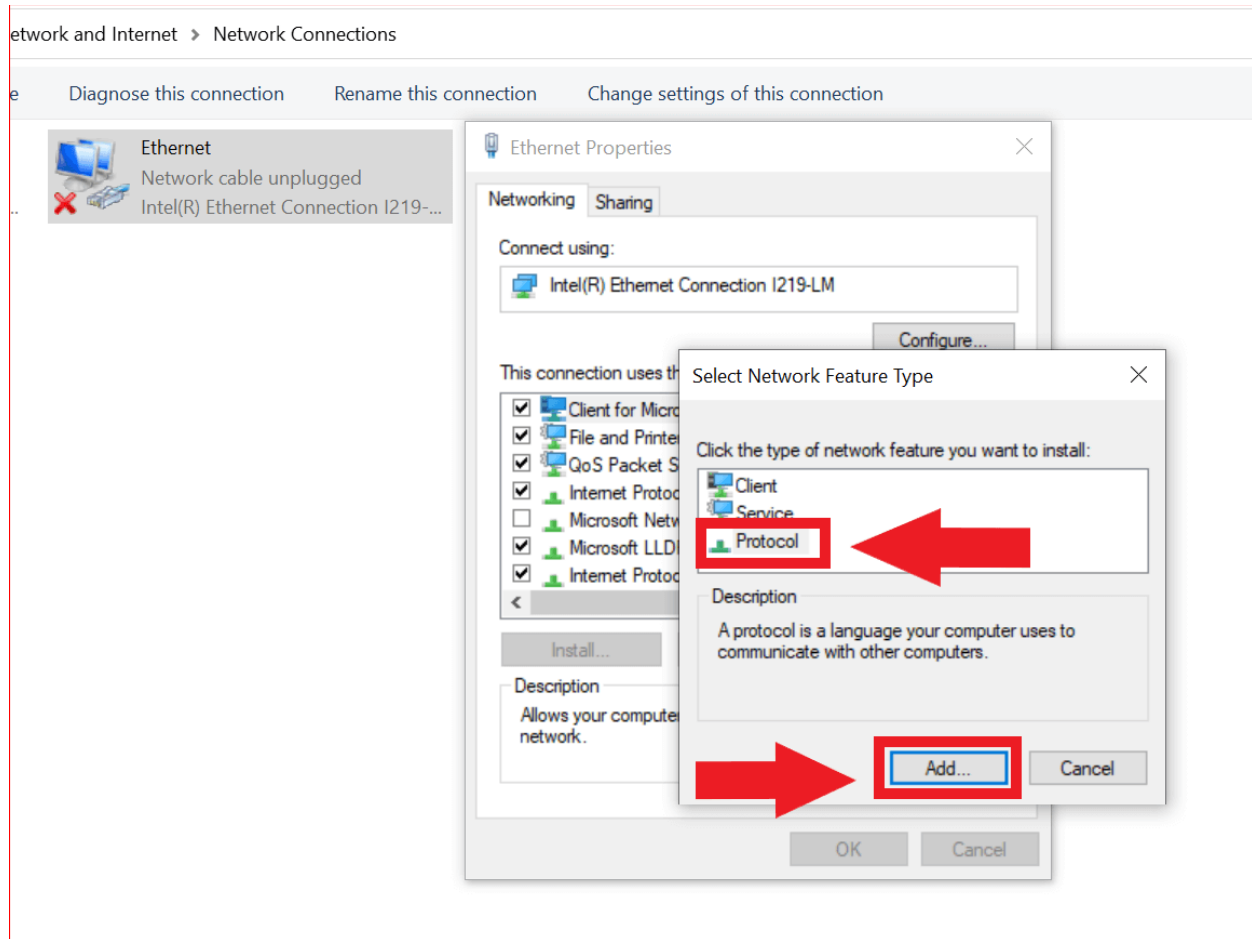 etwork and Internet > Network Connections
e Diagnose this connection Rename this connection Change settings of this connection
Ethernet
Network cable unplugged
Intel(R) Ethernet Connection I219-...
..
Ethernet Properties
Networking Sharing
Connect using:
Intel(R) Ethernet Connection I219-LM
Configure...
This connection uses th
Client for Micro
File and Printe
QoS Packet S
Internet Protoc
Microsoft Netw
Microsoft LLD
Internet Protoc
Install...
Description
Allows your compute
network.
OK Cancel
Select Network Feature Type
Click the type of network feature you want to install:
Client
Service
Protocol
Description
A protocol is a language your computer uses to
communicate with other computers.
Add... Cancel